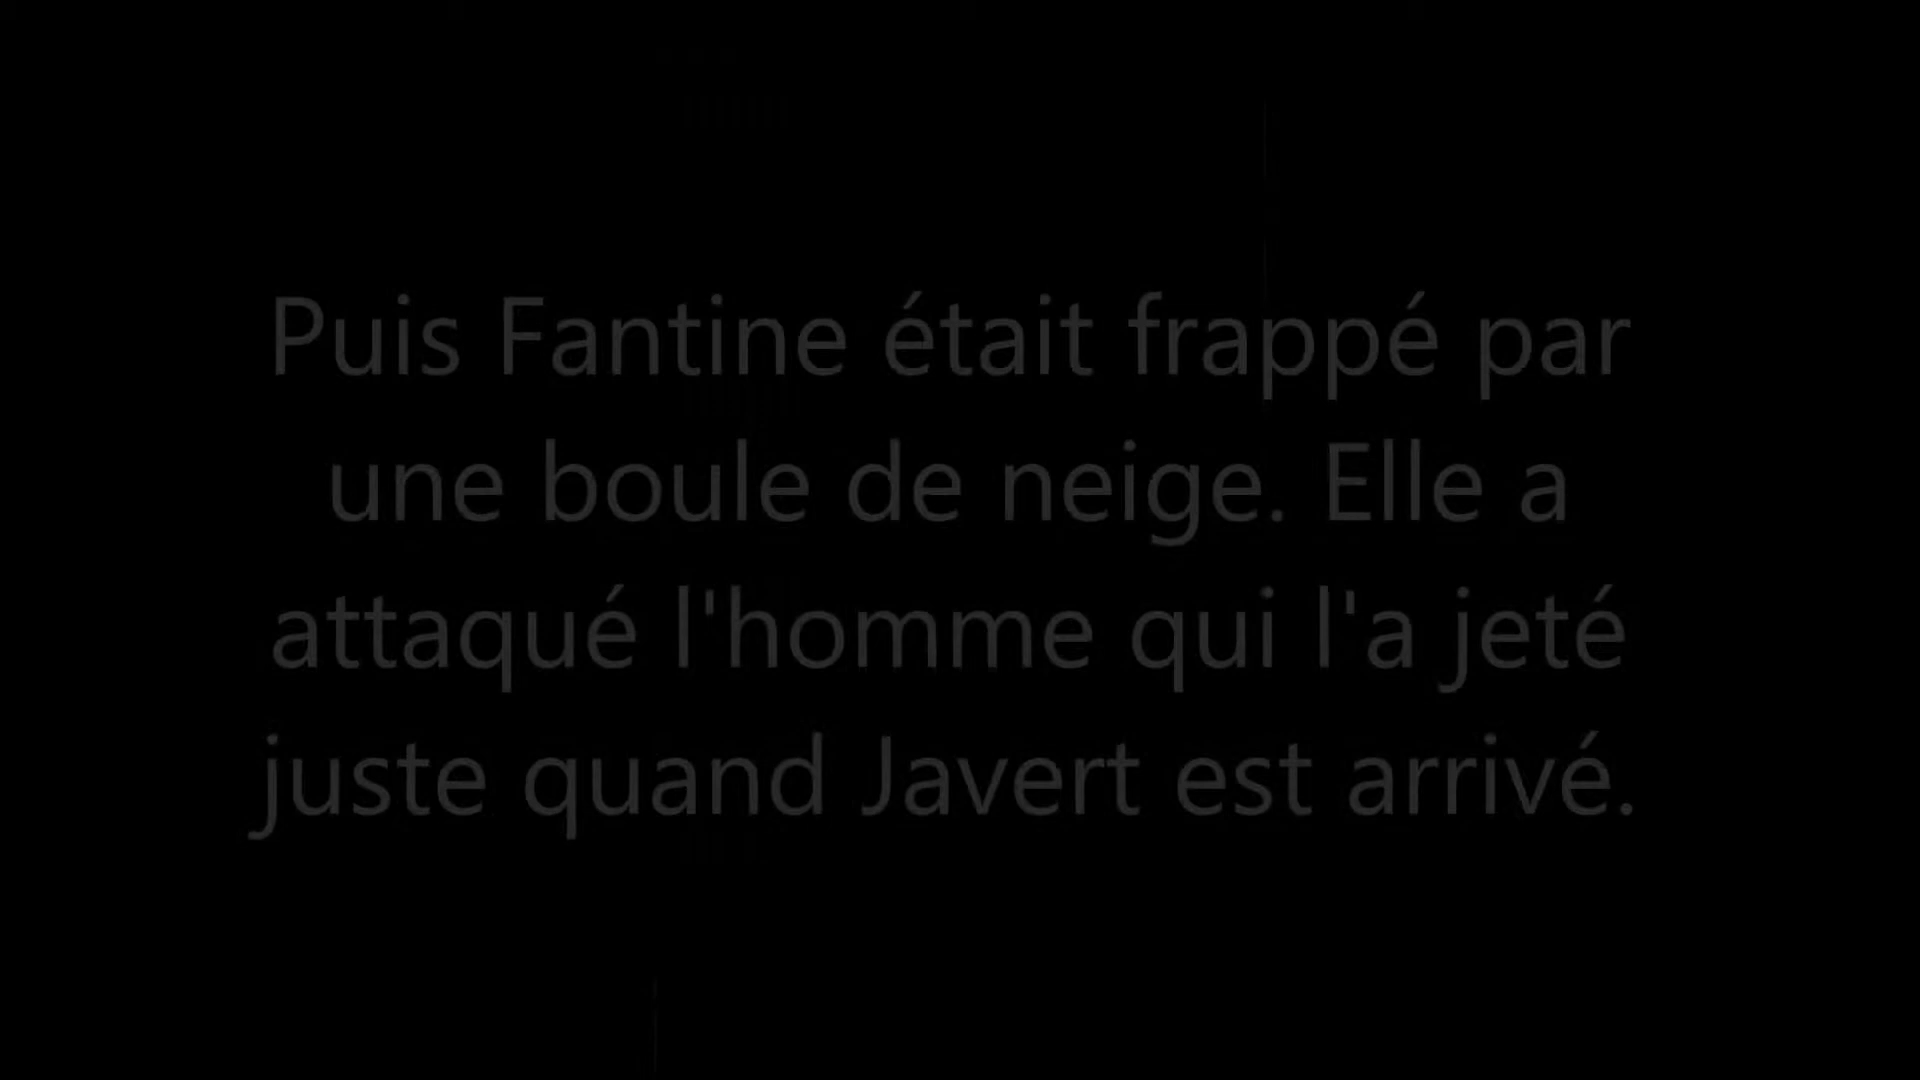 Puis Fantine était frappé par
une boule de neige. Elle a
attaqué l'homme qui l'a jeté
juste quand Javert est arrivé.